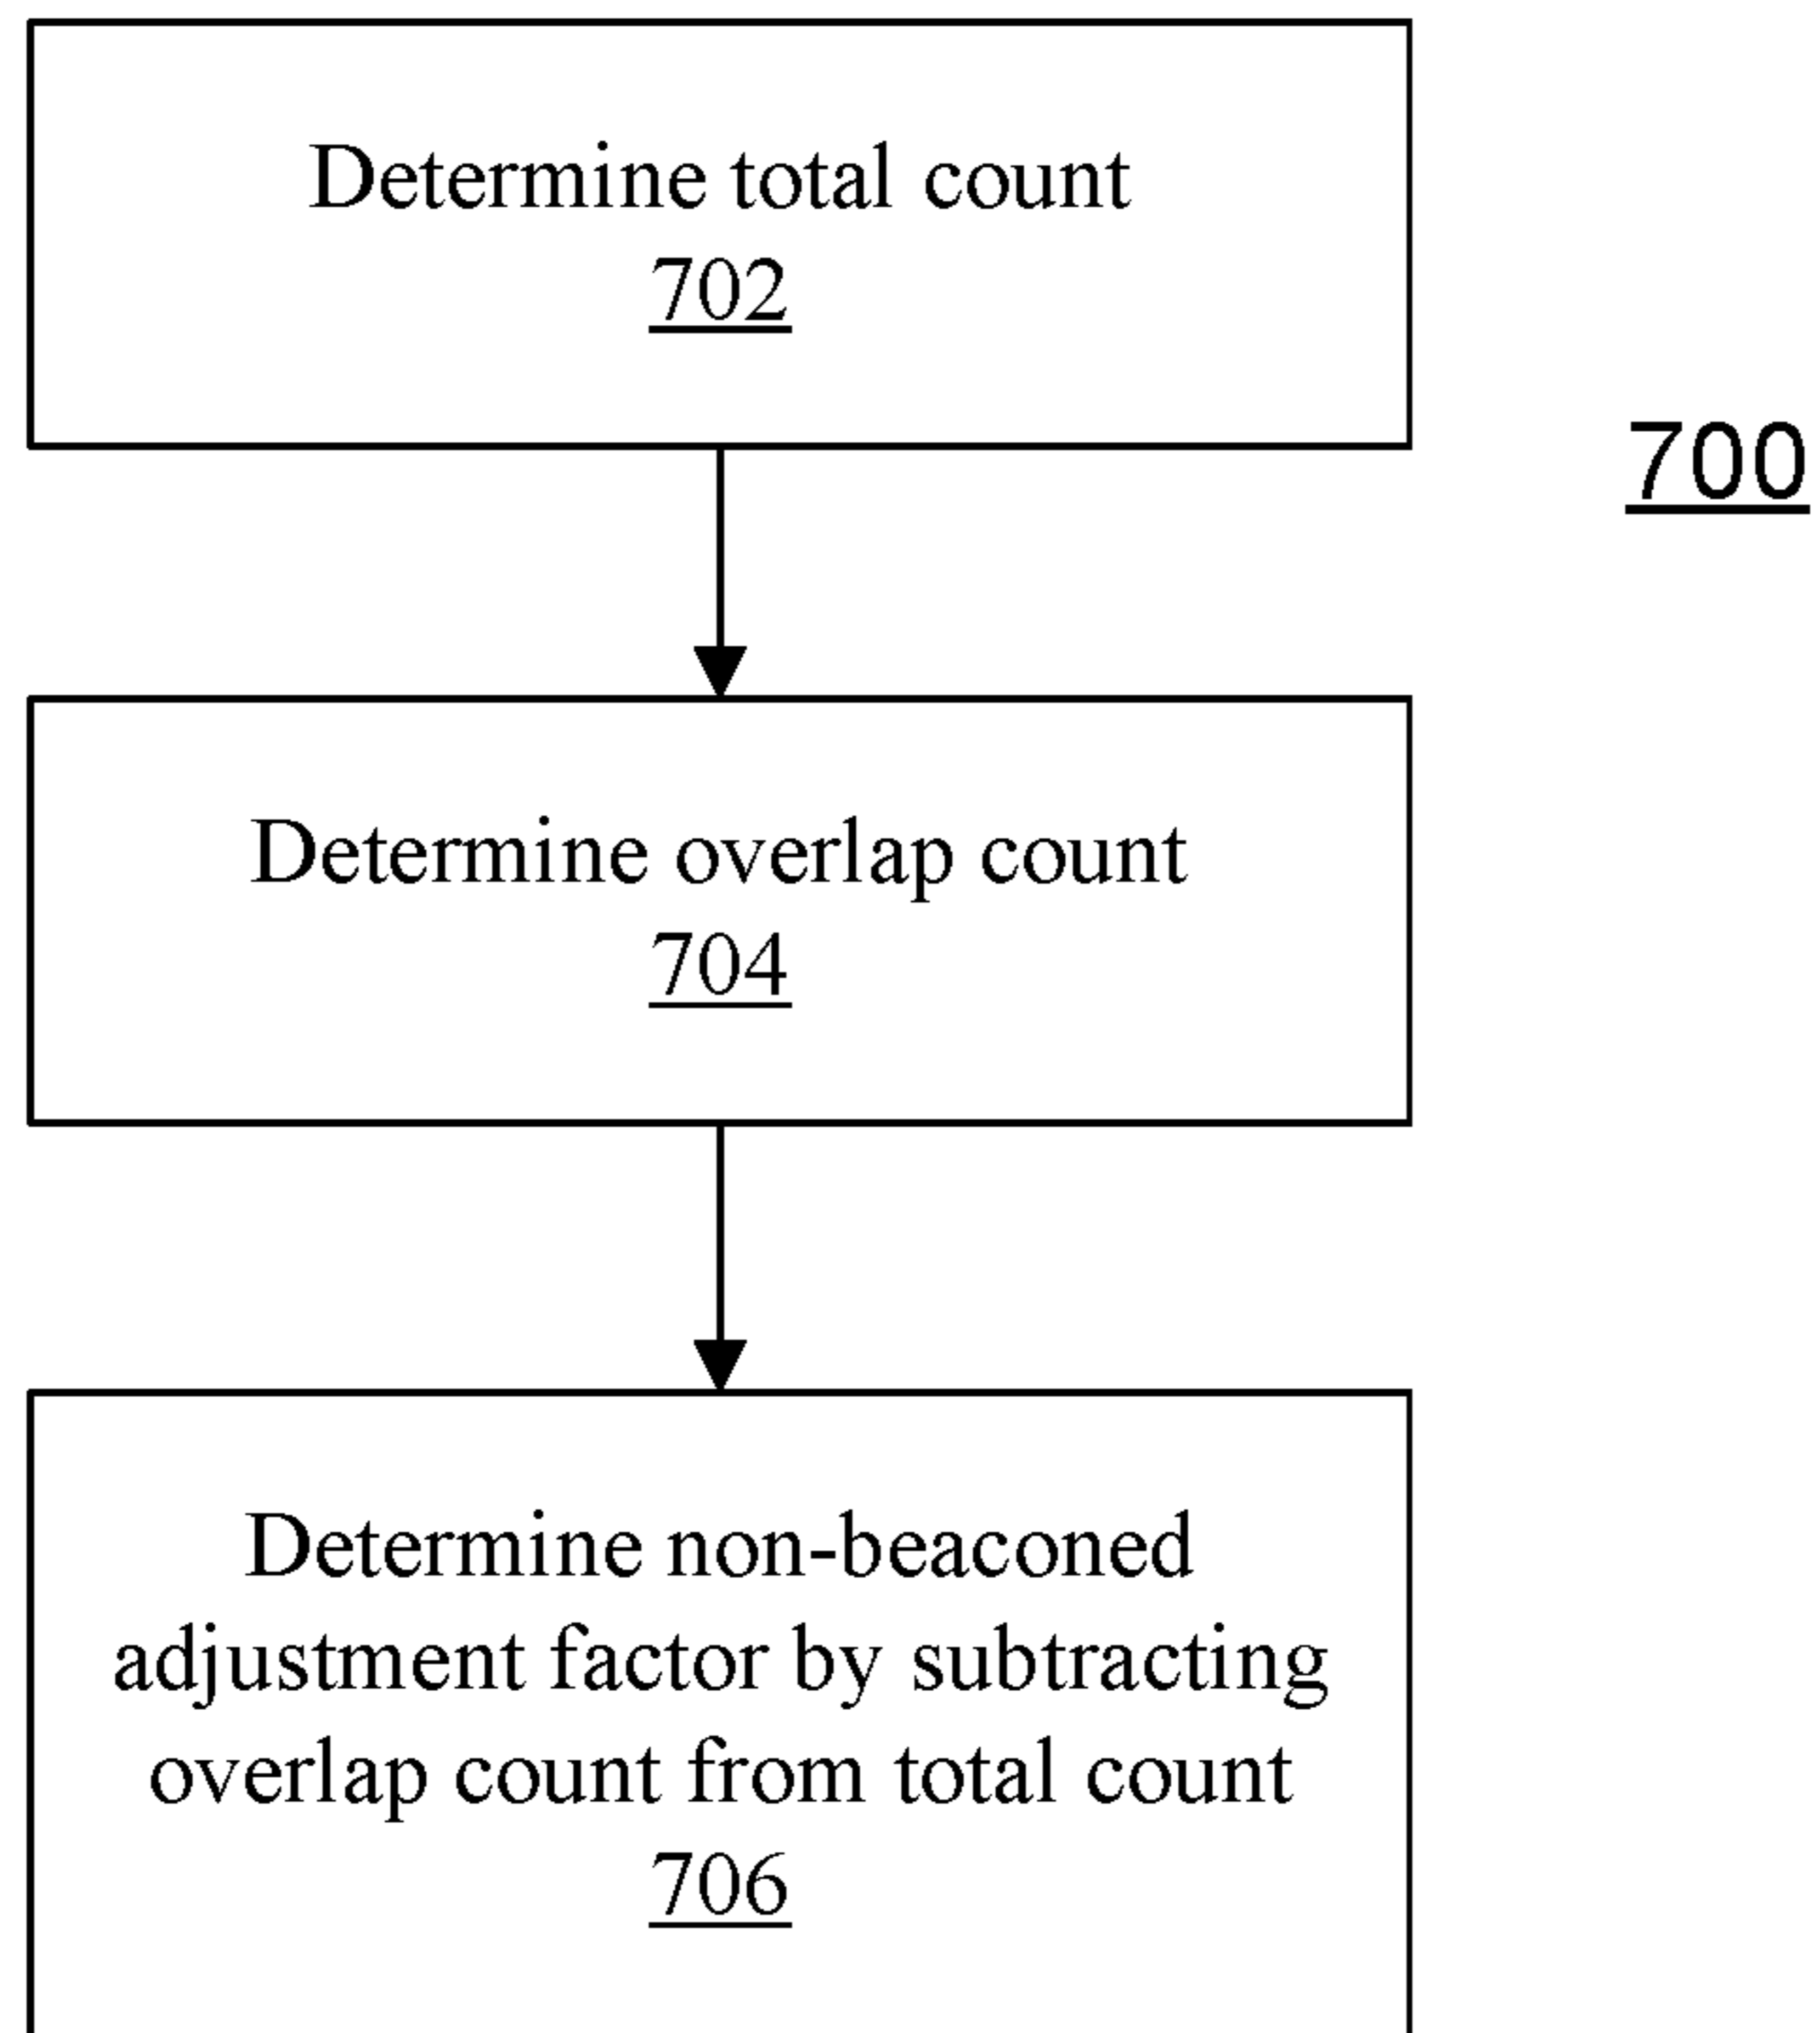 Determine total count
702
700
Determine overlap count
704
Determine non-beaconed
adjustment factor by subtracting
overlap count from total count
706